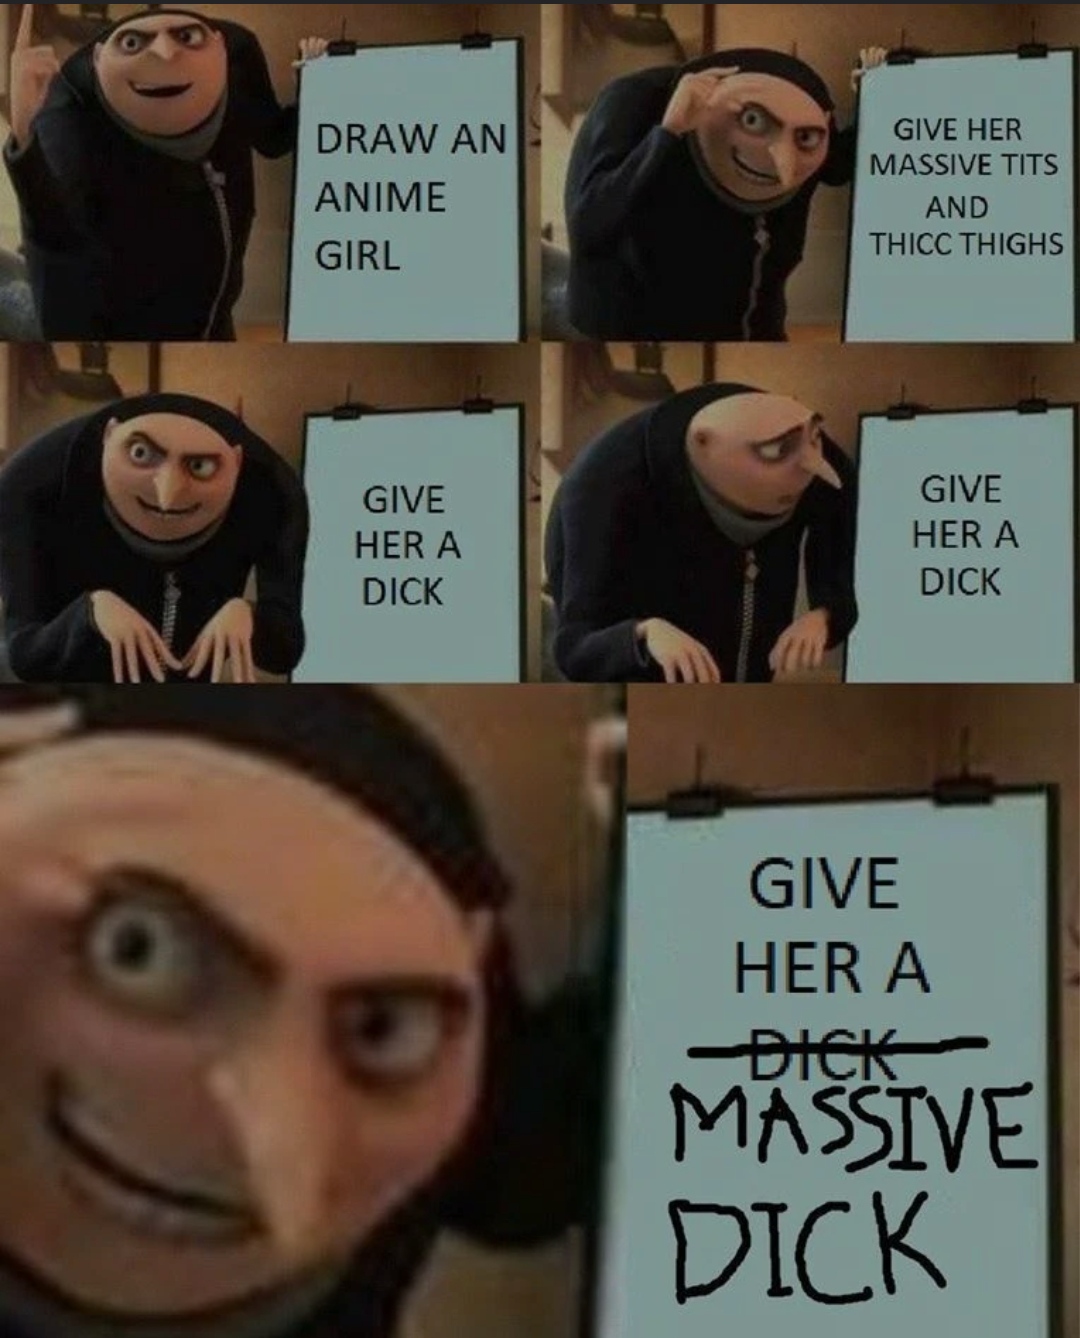 DRAW AN
ANIME
GIRL
GIVE HER
MASSIVE TITS
AND
THICC THIGHS
GIVE
HER A
DICK
GIVE
HER A
DICK
GIVE
HER A
DICK
MASSIVE
DICK